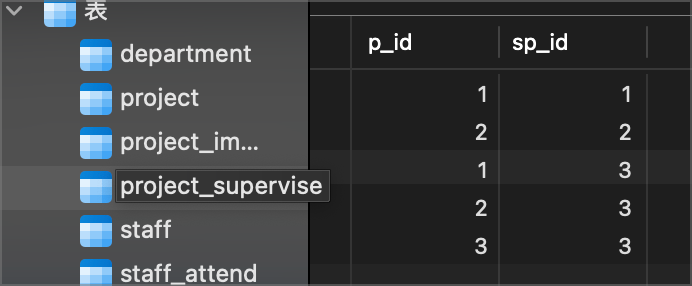 表
department
project
project_im...
project_supervise
staff
staff_attend
p_id sp_id
1 1
2 2
1 3
2 3
3 3